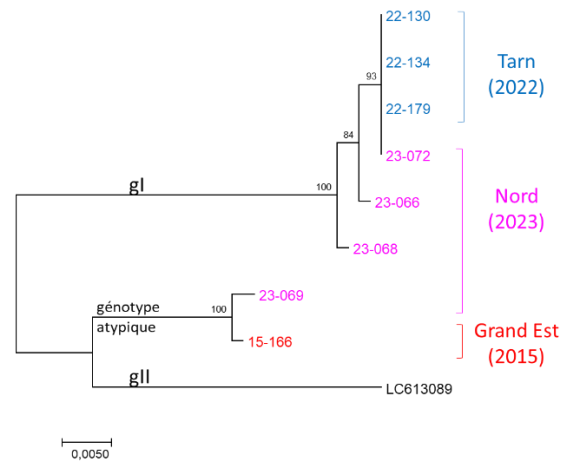 22-130
93
22-134
Tarn
(2022)
22-179
84
23-072
gI
100
23-066
Nord
(2023)
23-068
23-069
génotype
100
atypique
15-166
Grand Est
(2015)
gII
LC613089
0,0050